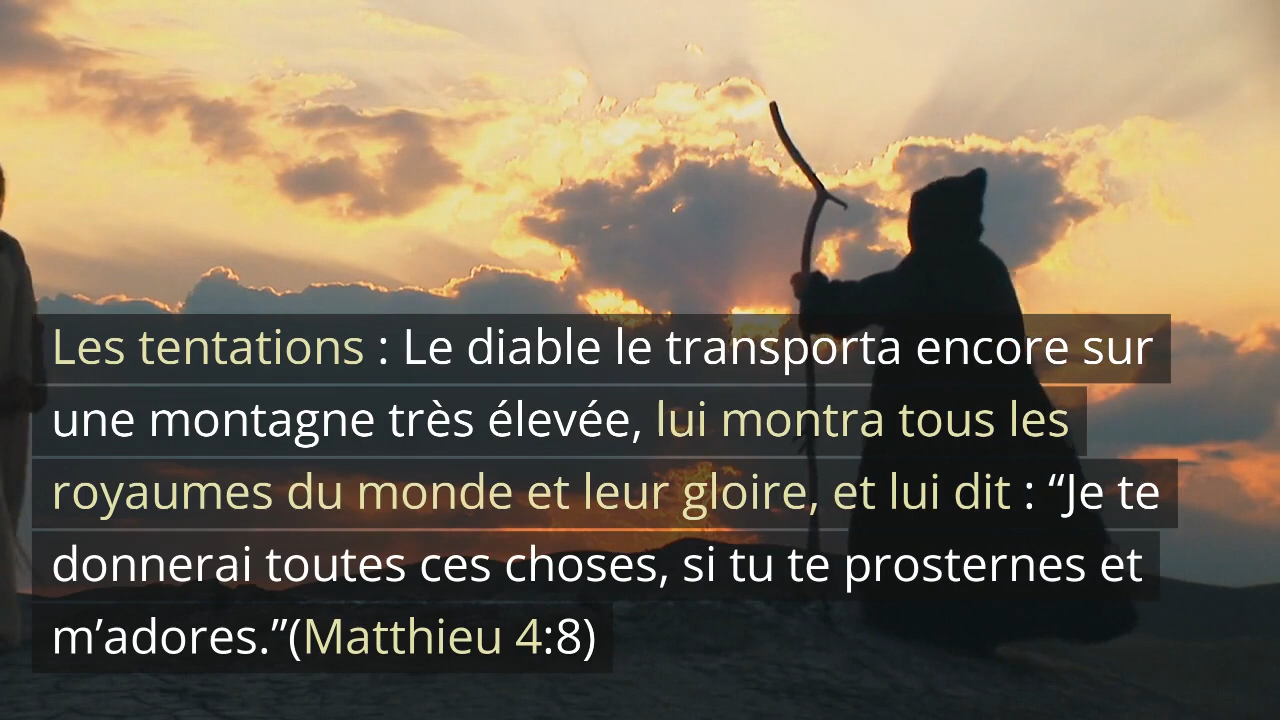 Les tentations : Le diable le transporta encore sur
une montagne très élevée, lui montra tous les
royaumes du monde et leur gloire, et lui dit : “Je te
donnerai toutes ces choses, si tu te prosternes et
m’adores.”(Matthieu 4:8)